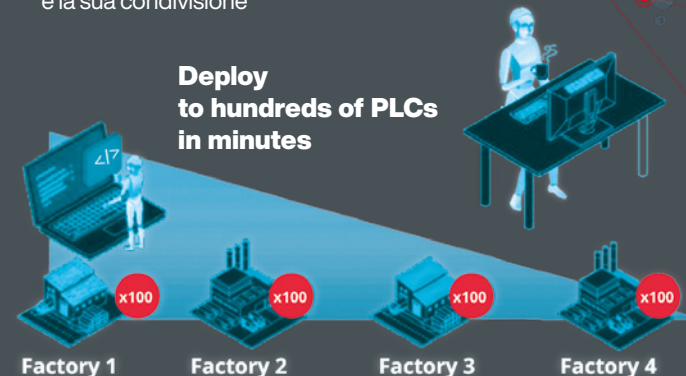 e la sua condivisione
Deploy
to hundreds of PLCs
in minutes
</>
x100
x100
x100
x100
Factory 1
Factory 2
Factory 3
Factory 4